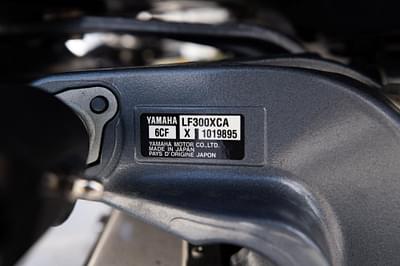 YAMAHA LF300XCA
6CF X 1019895
YAMAHA MOTOR CO.,LTD.
MADE IN JAPAN
PAYS D'ORIGINE JAPON